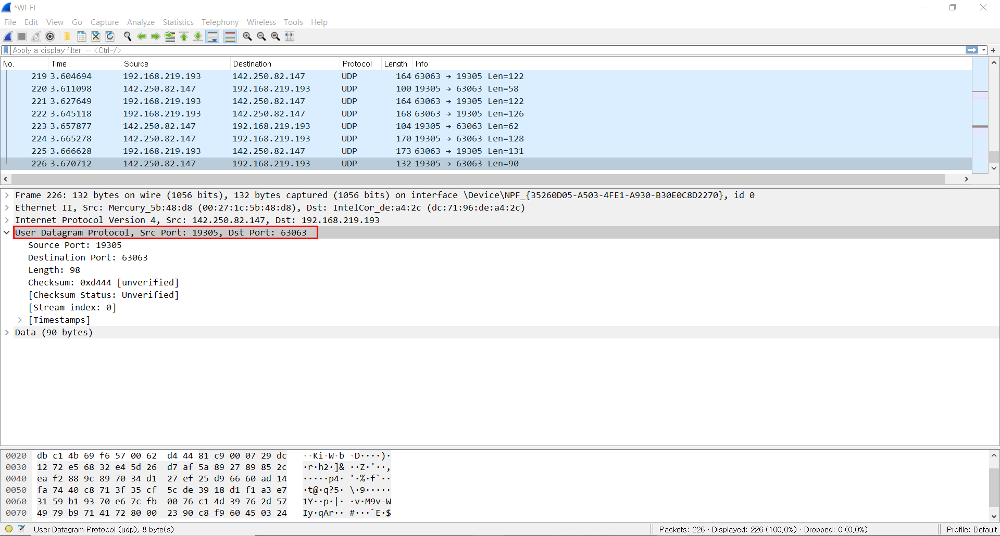 *Wi-Fi
File Edit View Go Capture Analyze Statistics Telephony Wireless Tools Help
Apply a display filter ... <Ctrl-/>
+
No. Time Source Destination Protocol Length Info
219 3.604694 192.168.219.193 142.250.82.147 UDP 164 63063 → 19305 Len=122
220 3.611098 142.250.82.147 192.168.219.193 UDP 100 19305 → 63063 Len=58
221 3.627649 192.168.219.193 142.250.82.147 UDP 164 63063 → 19305 Len=122
222 3.645118 192.168.219.193 142.250.82.147 UDP 168 63063 → 19305 Len=126
223 3.657877 142.250.82.147 192.168.219.193 UDP 104 19305 → 63063 Len=62
224 3.665278 142.250.82.147 192.168.219.193 UDP 170 19305 → 63063 Len=128
225 3.666628 192.168.219.193 142.250.82.147 UDP 173 63063 → 19305 Len=131
226 3.670712 142.250.82.147 192.168.219.193 UDP 132 19305 → 63063 Len=90
Frame 226: 132 bytes on wire (1056 bits), 132 bytes captured (1056 bits) on interface \Device\NPF_{35260D05-A503-4FE1-A930-B30E0C8D2270}, id 0
Ethernet II, Src: Mercury_5b:48:d8 (00:27:1c:5b:48:d8), Dst: IntelCor_de:a4:2c (dc:71:96:de:a4:2c)
Internet Protocol Version 4, Src: 142.250.82.147, Dst: 192.168.219.193
User Datagram Protocol, Src Port: 19305, Dst Port: 63063
Source Port: 19305
Destination Port: 63063
Length: 98
Checksum: 0xd444 [unverified]
[Checksum Status: Unverified]
[Stream index: 0]
[Timestamps]
Data (90 bytes)
0020 db c1 4b 69 f6 57 00 62 d4 44 81 c9 00 07 29 dc ··Ki·W·b ·D····)·
0030 12 72 e5 68 32 e4 5d 26 d7 af 5a 89 27 89 85 2c ·r·h2·]& ··Z·'··,
0040 ea f2 88 9c 89 70 34 d1 27 ef 25 d9 66 60 ad 14 ·····p4· '·%·f`··
0050 fa 74 40 c8 71 3f 35 cf 5c de 39 18 d1 f1 a3 e7 ·t@·q?5· \·9·····
0060 31 59 b1 93 70 e6 7c fb 00 76 c1 4d 39 76 2d 57 1Y··p·|· ·v·M9v-W
0070 49 79 b9 71 41 72 80 00 23 90 c8 f9 60 45 03 24 Iy·qAr·· #···`E·$
User Datagram Protocol (udp), 8 byte(s)
Packets: 226 · Displayed: 226 (100,0%) · Dropped: 0 (0,0%)
Profile: Default